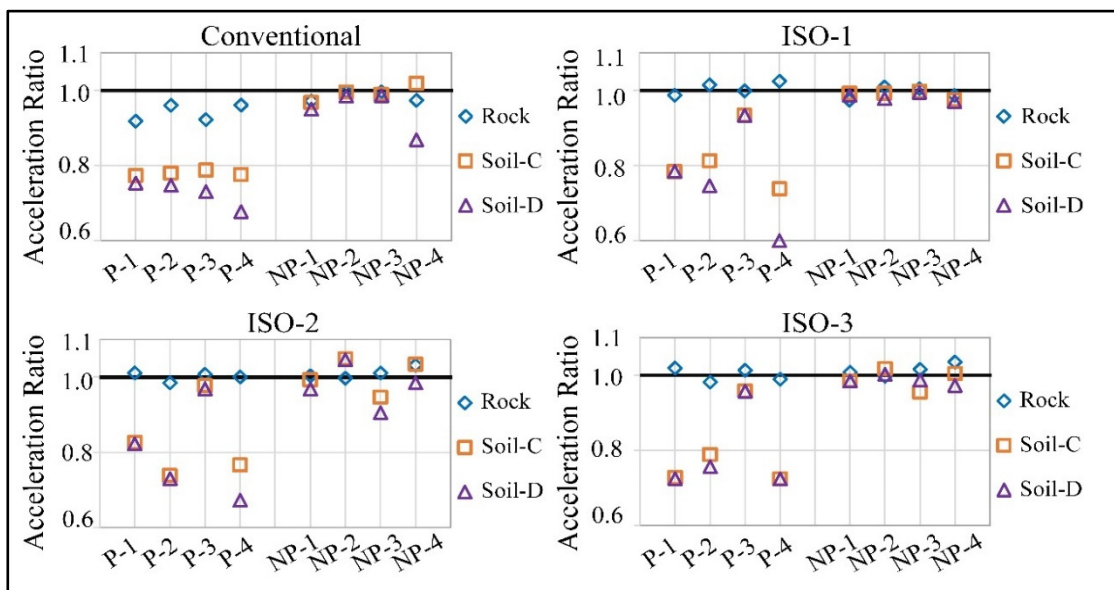 Conventional
Acceleration Ratio
1.1
1.0
0.8
0.6
P-1 P-2 P-3 P-4 NP-1 NP-2 NP-3 NP-4
Rock
Soil-C
Soil-D
ISO-1
Acceleration Ratio
1.1
1.0
0.8
0.6
P-1 P-2 P-3 P-4 NP-1 NP-2 NP-3 NP-4
Rock
Soil-C
Soil-D
ISO-2
Acceleration Ratio
1.1
1.0
0.8
0.6
P-1 P-2 P-3 P-4 NP-1 NP-2 NP-3 NP-4
Rock
Soil-C
Soil-D
ISO-3
Acceleration Ratio
1.1
1.0
0.8
0.6
P-1 P-2 P-3 P-4 NP-1 NP-2 NP-3 NP-4
Rock
Soil-C
Soil-D